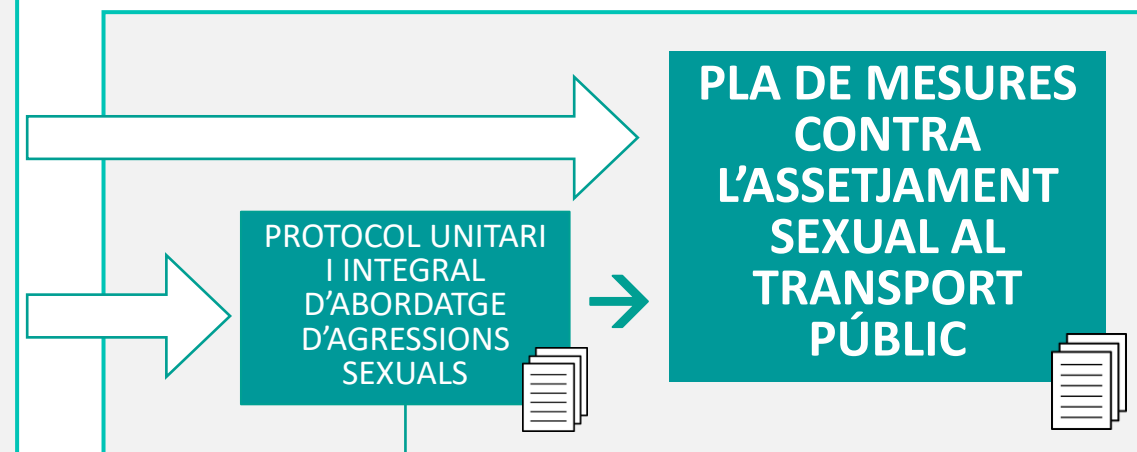 PLA DE MESURES
CONTRA
L’ASSETJAMENT
SEXUAL AL
TRANSPORT
PÚBLIC
PROTOCOL UNITARI
I INTEGRAL
D’ABORDATGE
D’AGRESSIONS
SEXUALS